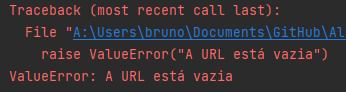 Traceback (most recent call last):
File "A:\Users\bruno\Documents\GitHub\Al
raise ValueError("A URL está vazia")
ValueError: A URL está vazia